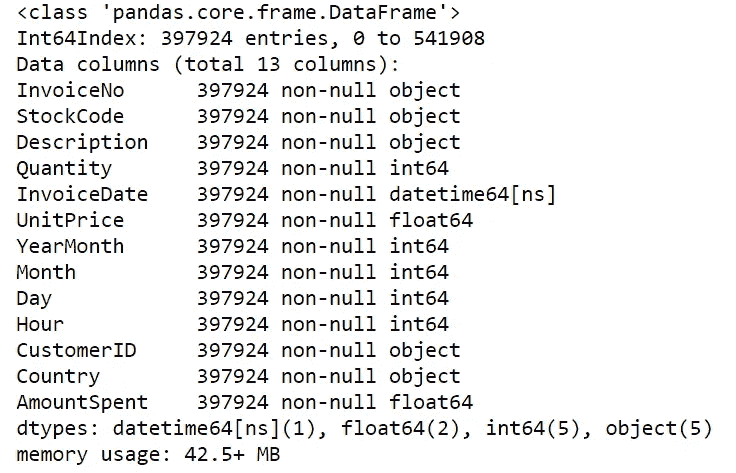 <class 'pandas.core.frame.DataFrame'>
Int64Index: 397924 entries, 0 to 541908
Data columns (total 13 columns):
InvoiceNo      397924 non-null object
StockCode      397924 non-null object
Description    397924 non-null object
Quantity       397924 non-null int64
InvoiceDate    397924 non-null datetime64[ns]
UnitPrice      397924 non-null float64
YearMonth      397924 non-null int64
Month          397924 non-null int64
Day            397924 non-null int64
Hour           397924 non-null int64
CustomerID     397924 non-null object
Country        397924 non-null object
AmountSpent    397924 non-null float64
dtypes: datetime64[ns](1), float64(2), int64(5), object(5)
memory usage: 42.5+ MB